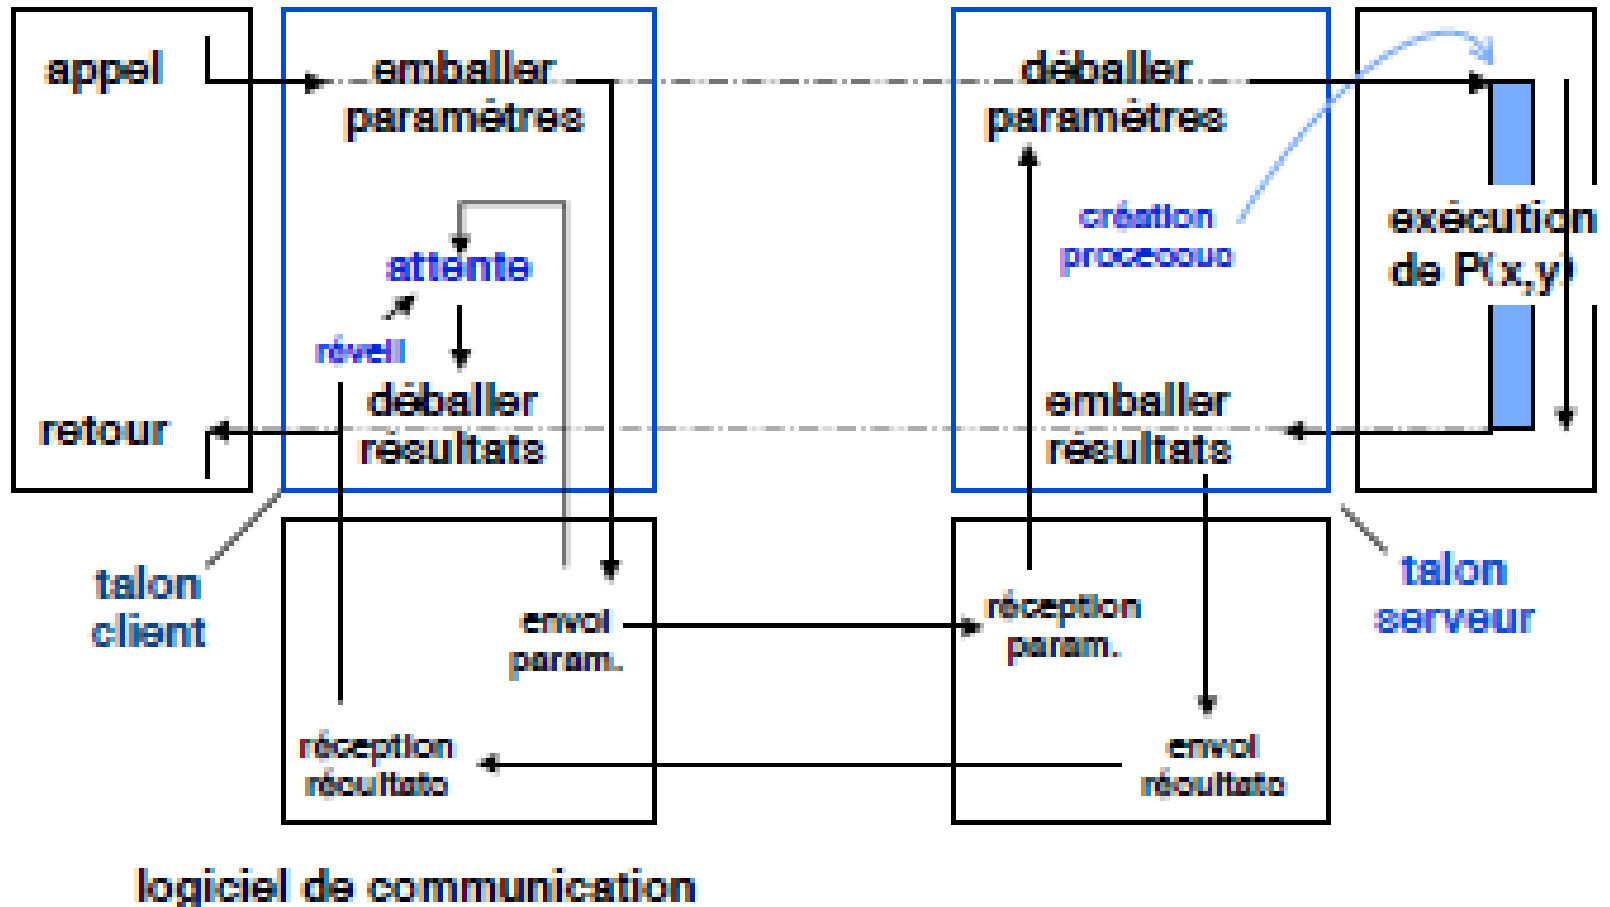 appel
emballer
paramètres
attente
réveil
déballer
résultats
retour
déballer
paramètres
création
processus
exécution
de P(x,y)
emballer
résultats
talon
client
envoi
param.
réception
résultats
réception
param.
envoi
résultats
talon
serveur
logiciel de communication